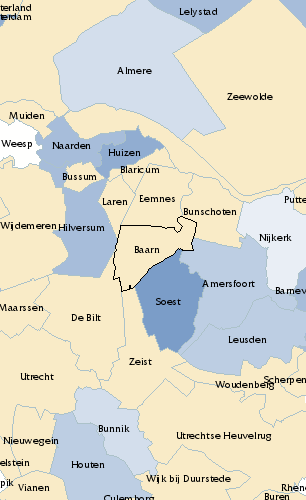 terland
terdam
Lelystad
Almere
Zeewolde
Muiden
Weesp
Naarden
Huizen
Blaricum
Bussum
Laren
Eemnes
Putte
Bunschoten
Wijdemeren
Hilversum
Nijkerk
Baarn
Amersfoort
Barnev
Soest
Maarssen
De Bilt
Leusden
Zeist
Utrecht
Scherpen
Woudenberg
Bunnik
Nieuwegein
Utrechtse Heuvelrug
elstein
Houten
pik
Vianen
Wijk bij Duurstede
Rhene
Culemborg
Buren